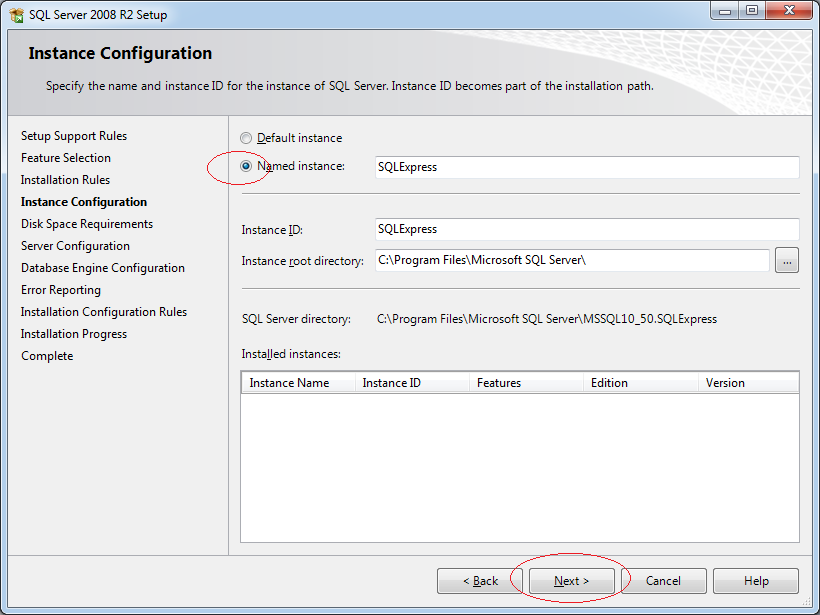 SQL Server 2008 R2 Setup
Instance Configuration
Specify the name and instance ID for the instance of SQL Server. Instance ID becomes part of the installation path.
Setup Support Rules
Feature Selection
Installation Rules
Instance Configuration
Disk Space Requirements
Server Configuration
Database Engine Configuration
Error Reporting
Installation Configuration Rules
Installation Progress
Complete
Default instance
Named instance: SQLExpress
Instance ID: SQLExpress
Instance root directory: C:\Program Files\Microsoft SQL Server\ ...
SQL Server directory: C:\Program Files\Microsoft SQL Server\MSSQL10_50.SQLExpress
Installed instances:
Instance Name Instance ID Features Edition Version
< Back Next > Cancel Help